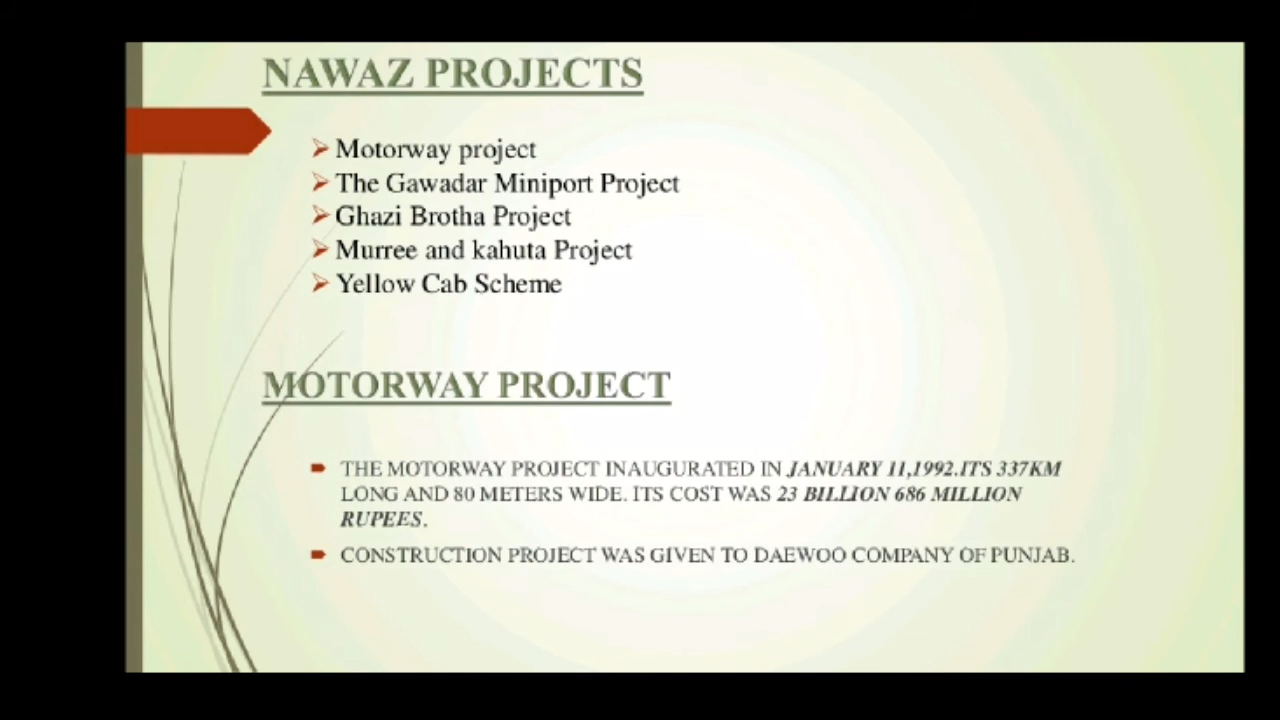 NAWAZ PROJECTS
Motorway project
The Gawadar Miniport Project
Ghazi Brotha Project
Murree and kahuta Project
Yellow Cab Scheme
MOTORWAY PROJECT
THE MOTORWAY PROJECT INAUGURATED IN JANUARY 11,1992.ITS 337KM
LONG AND 80 METERS WIDE. ITS COST WAS 23 BILLION 686 MILLION
RUPEES.
CONSTRUCTION PROJECT WAS GIVEN TO DAEWOO COMPANY OF PUNJAB.